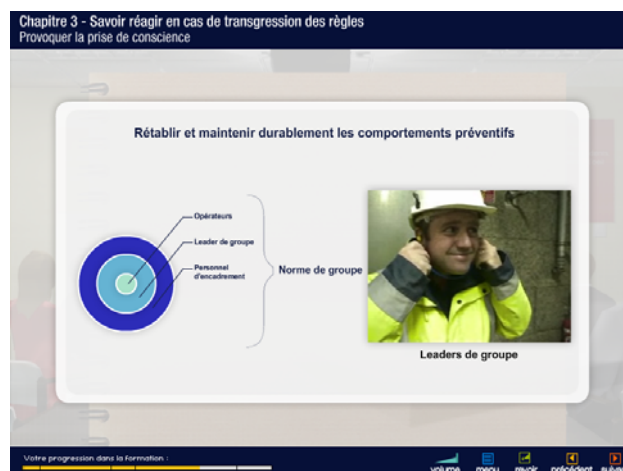 Chapitre 3 - Savoir réagir en cas de transgression des règles
Provoquer la prise de conscience
Rétablir et maintenir durablement les comportements préventifs
Opérateurs
Leader de groupe
Personnel
d'encadrement
Norme de groupe
Leaders de groupe
Votre progression dans la formation :
volume menu revoir précédent